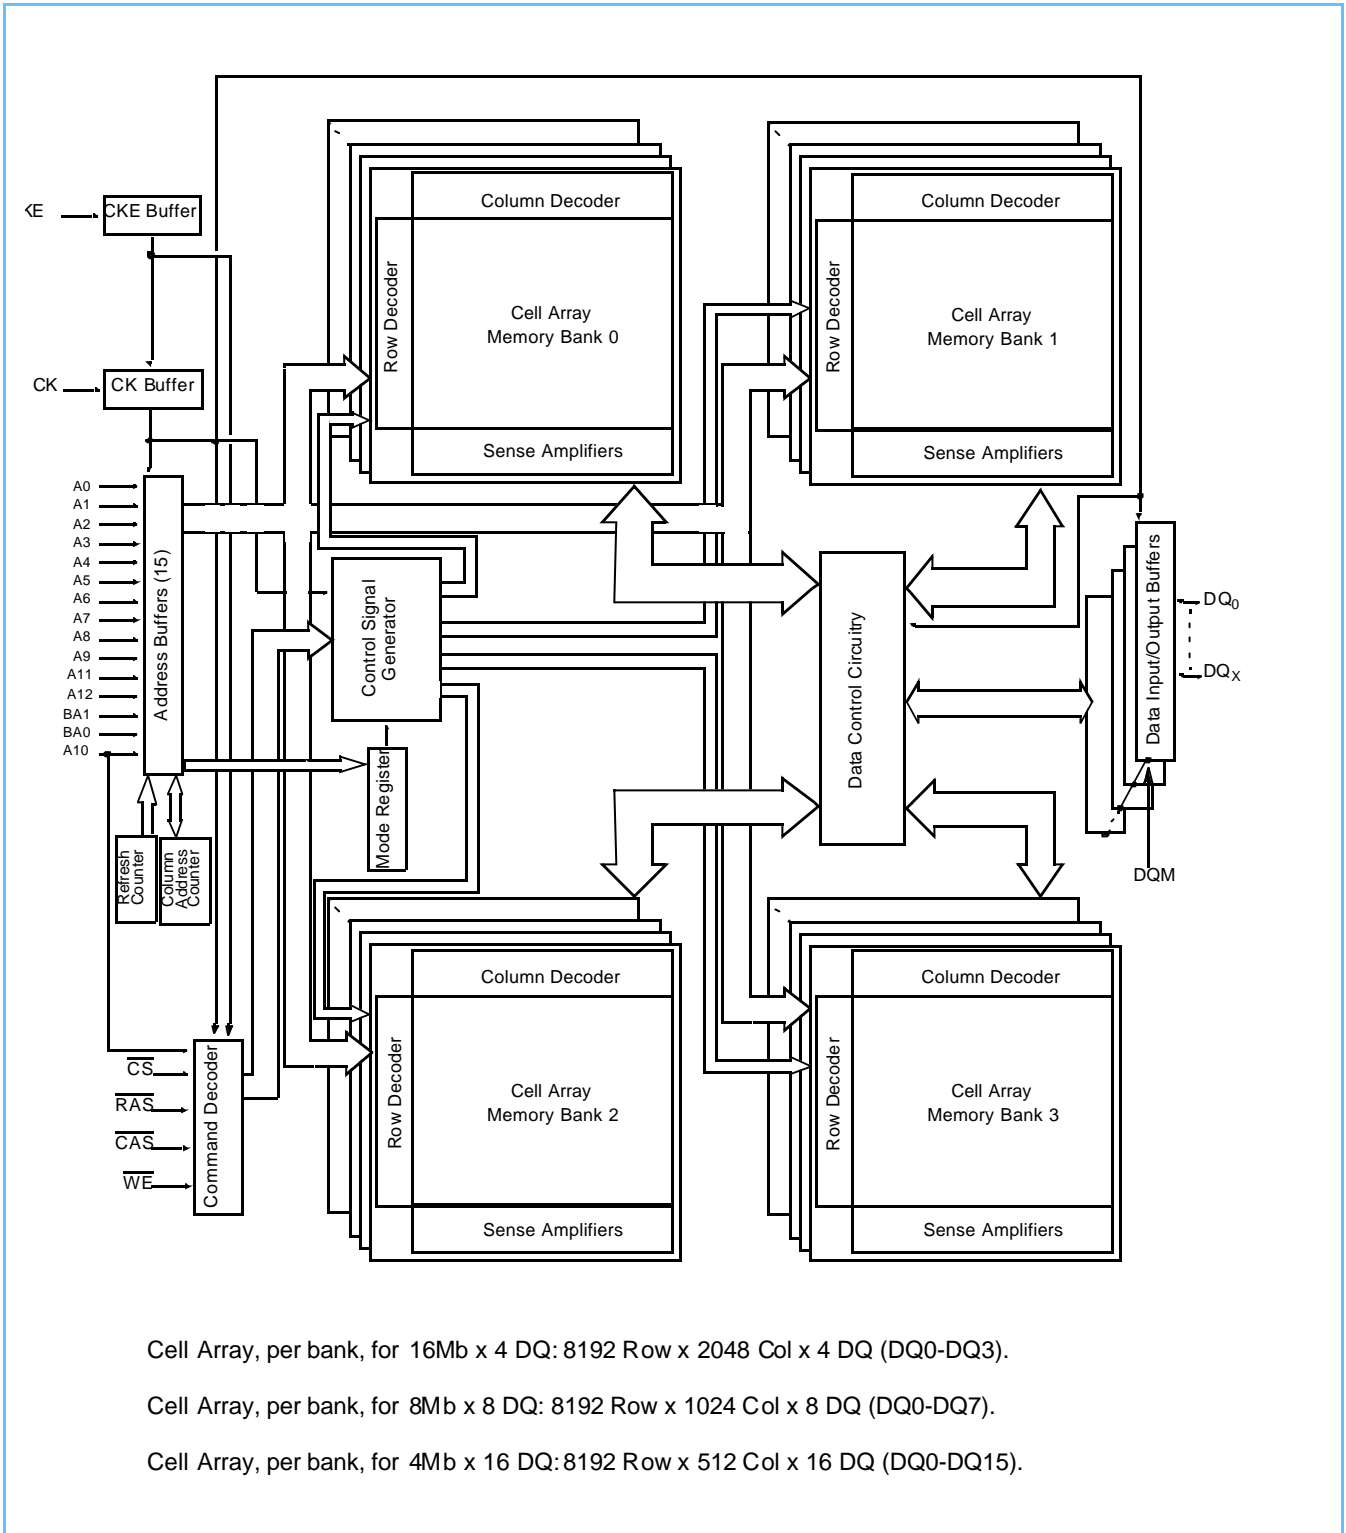 Column Decoder
Column Decoder
KE
CKE Buffer
Row Decoder
Cell Array
Memory Bank 0
Row Decoder
Cell Array
Memory Bank 1
CK
CK Buffer
Sense Amplifiers
Sense Amplifiers
A0
A1
A2
A3
A4
A5
A6
A7
A8
A9
A11
A12
BA1
BA0
A10
Address Buffers (15)
Control Signal
Generator
Mode Register
Data Control Circuitry
Data Input/Output Buffers
DQ0
DQX
DQM
Refresh
Counter
Column
Address
Counter
Column Decoder
Column Decoder
CS
RAS
CAS
WE
Command Decoder
Row Decoder
Cell Array
Memory Bank 2
Row Decoder
Cell Array
Memory Bank 3
Sense Amplifiers
Sense Amplifiers
Cell Array, per bank, for 16Mb x 4 DQ: 8192 Row x 2048 Col x 4 DQ (DQ0-DQ3).
Cell Array, per bank, for 8Mb x 8 DQ: 8192 Row x 1024 Col x 8 DQ (DQ0-DQ7).
Cell Array, per bank, for 4Mb x 16 DQ: 8192 Row x 512 Col x 16 DQ (DQ0-DQ15).